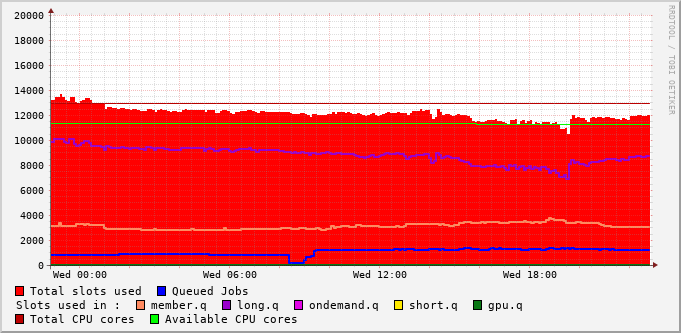 20000
18000
16000
14000
12000
10000
8000
6000
4000
2000
0
Wed 00:00 Wed 06:00 Wed 12:00 Wed 18:00
Total slots used Queued Jobs
Slots used in : member.q long.q ondemand.q short.q gpu.q
Total CPU cores Available CPU cores
RRDTOOL / TOBI OETIKER